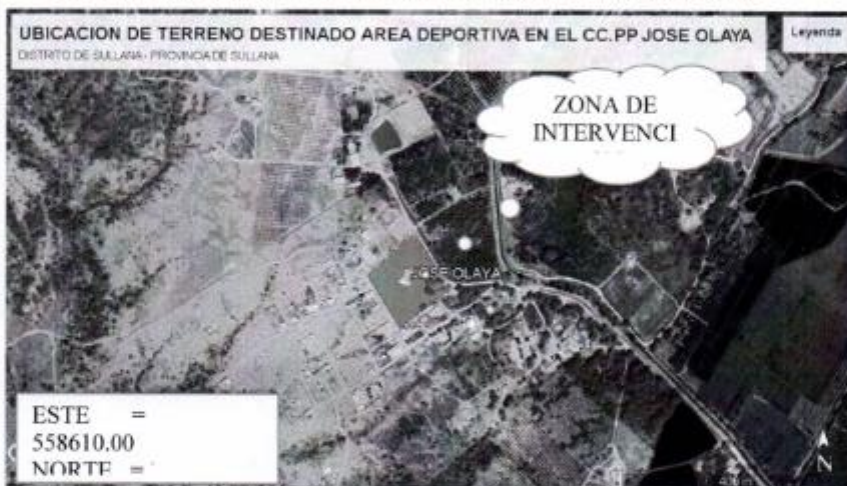 UBICACION DE TERRENO DESTINADO AREA DEPORTIVA EN EL CC.PP JOSE OLAYA
Leyenda
DISTRITO DE SULLANA - PROVINCIA DE SULLANA
ZONA DE
INTERVENCI
JOSE OLAYA
ESTE =
558610.00
NORTE =
N